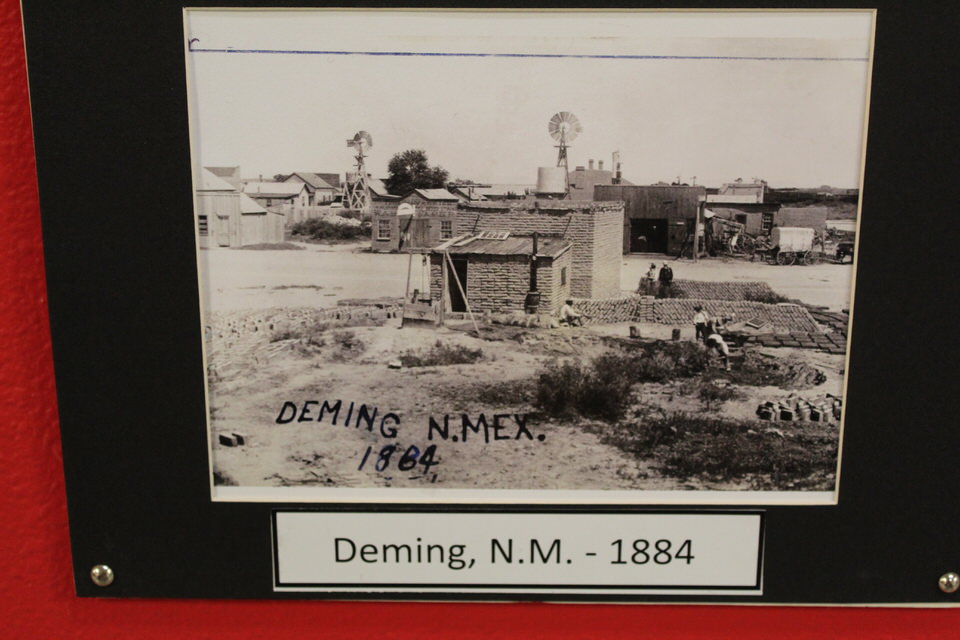 DEMING N.MEX.
1884
Deming, N.M. - 1884